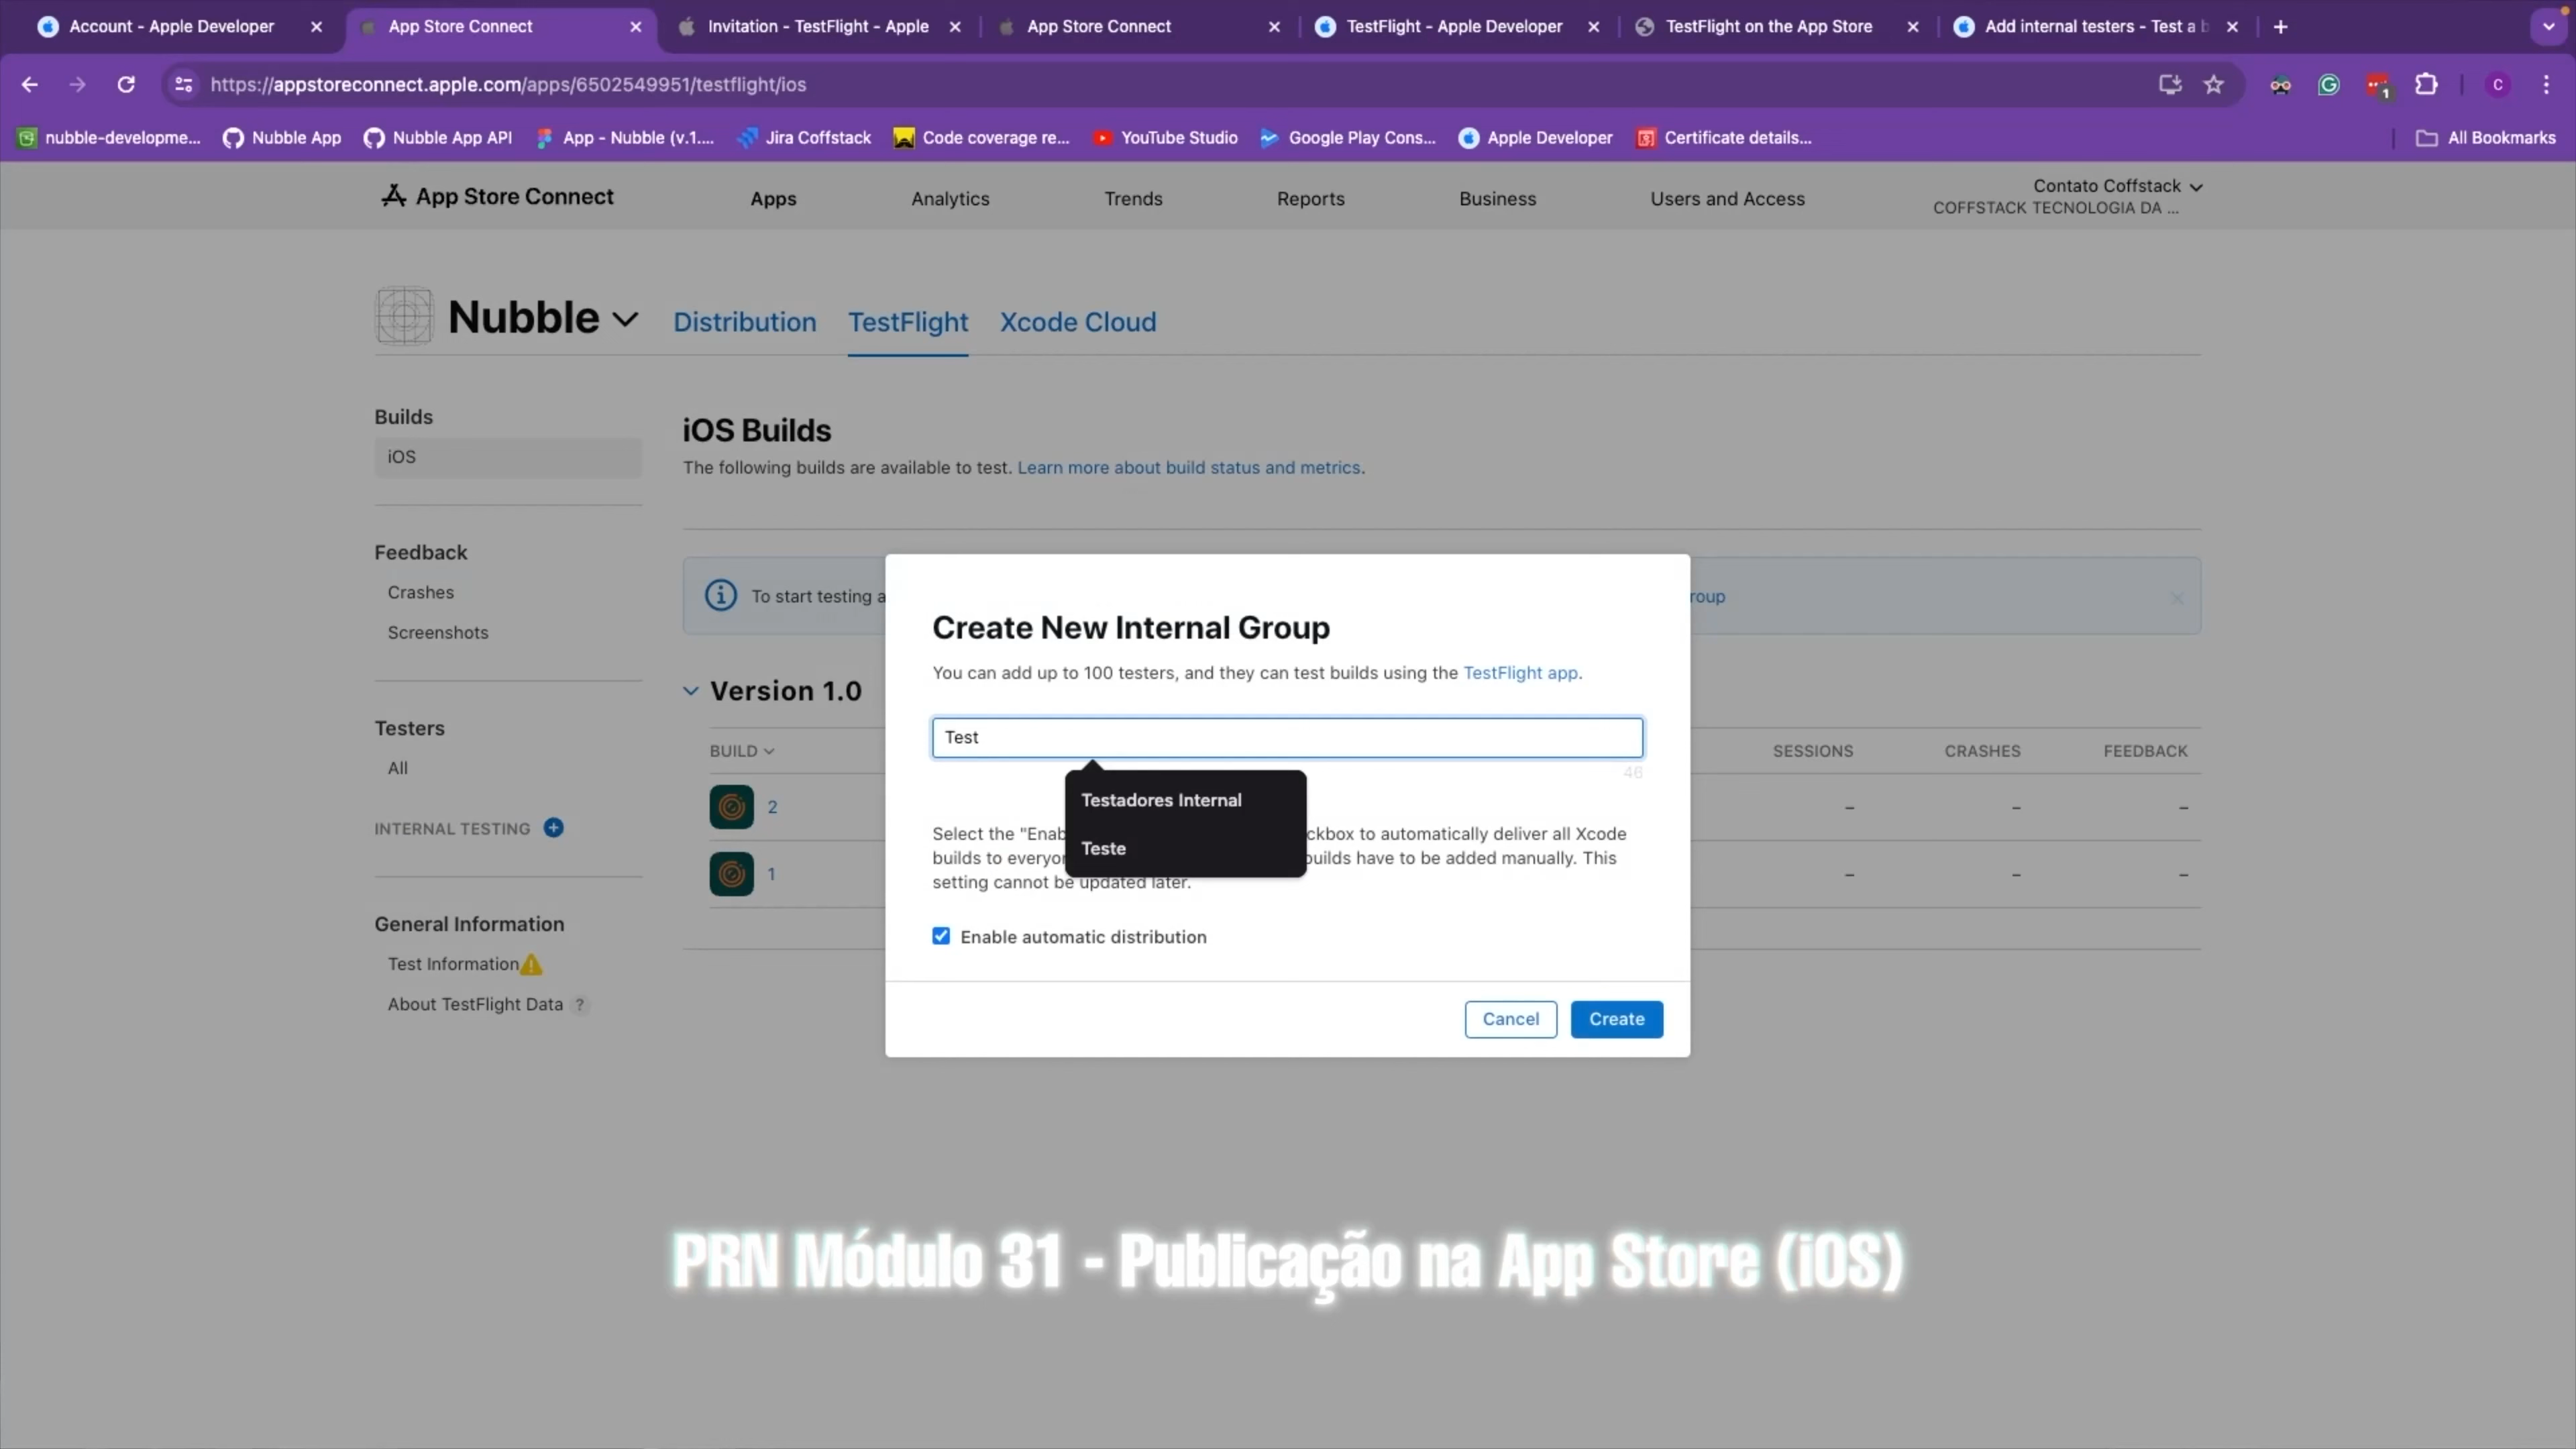 Account - Apple Developer
App Store Connect
Invitation - TestFlight - Apple
App Store Connect
TestFlight - Apple Developer
TestFlight on the App Store
Add internal testers - Test a b
https://appstoreconnect.apple.com/apps/6502549951/testflight/ios
1
C
nubble-developme...
Nubble App
Nubble App API
App - Nubble (v.1....
Jira Coffstack
Code coverage re...
YouTube Studio
Google Play Cons...
Apple Developer
Certificate details...
All Bookmarks
App Store Connect
Apps
Analytics
Trends
Reports
Business
Users and Access
Contato Coffstack
COFFSTACK TECNOLOGIA DA ...
Nubble
Distribution
TestFlight
Xcode Cloud
Builds
iOS
Feedback
Crashes
Screenshots
Testers
All
INTERNAL TESTING
General Information
Test Information
About TestFlight Data ?
iOS Builds
The following builds are available to test. Learn more about build status and metrics.
To start testing a
roup
Version 1.0
BUILD
SESSIONS
CRASHES
FEEDBACK
2
–
–
–
1
–
–
–
Create New Internal Group
You can add up to 100 testers, and they can test builds using the TestFlight app.
Test
46
Testadores Internal
Teste
Select the "Enab
ckbox to automatically deliver all Xcode
builds to everyon
builds have to be added manually. This
setting cannot be updated later.
Enable automatic distribution
Cancel
Create
PRN Módulo 31 - Publicação na App Store (iOS)